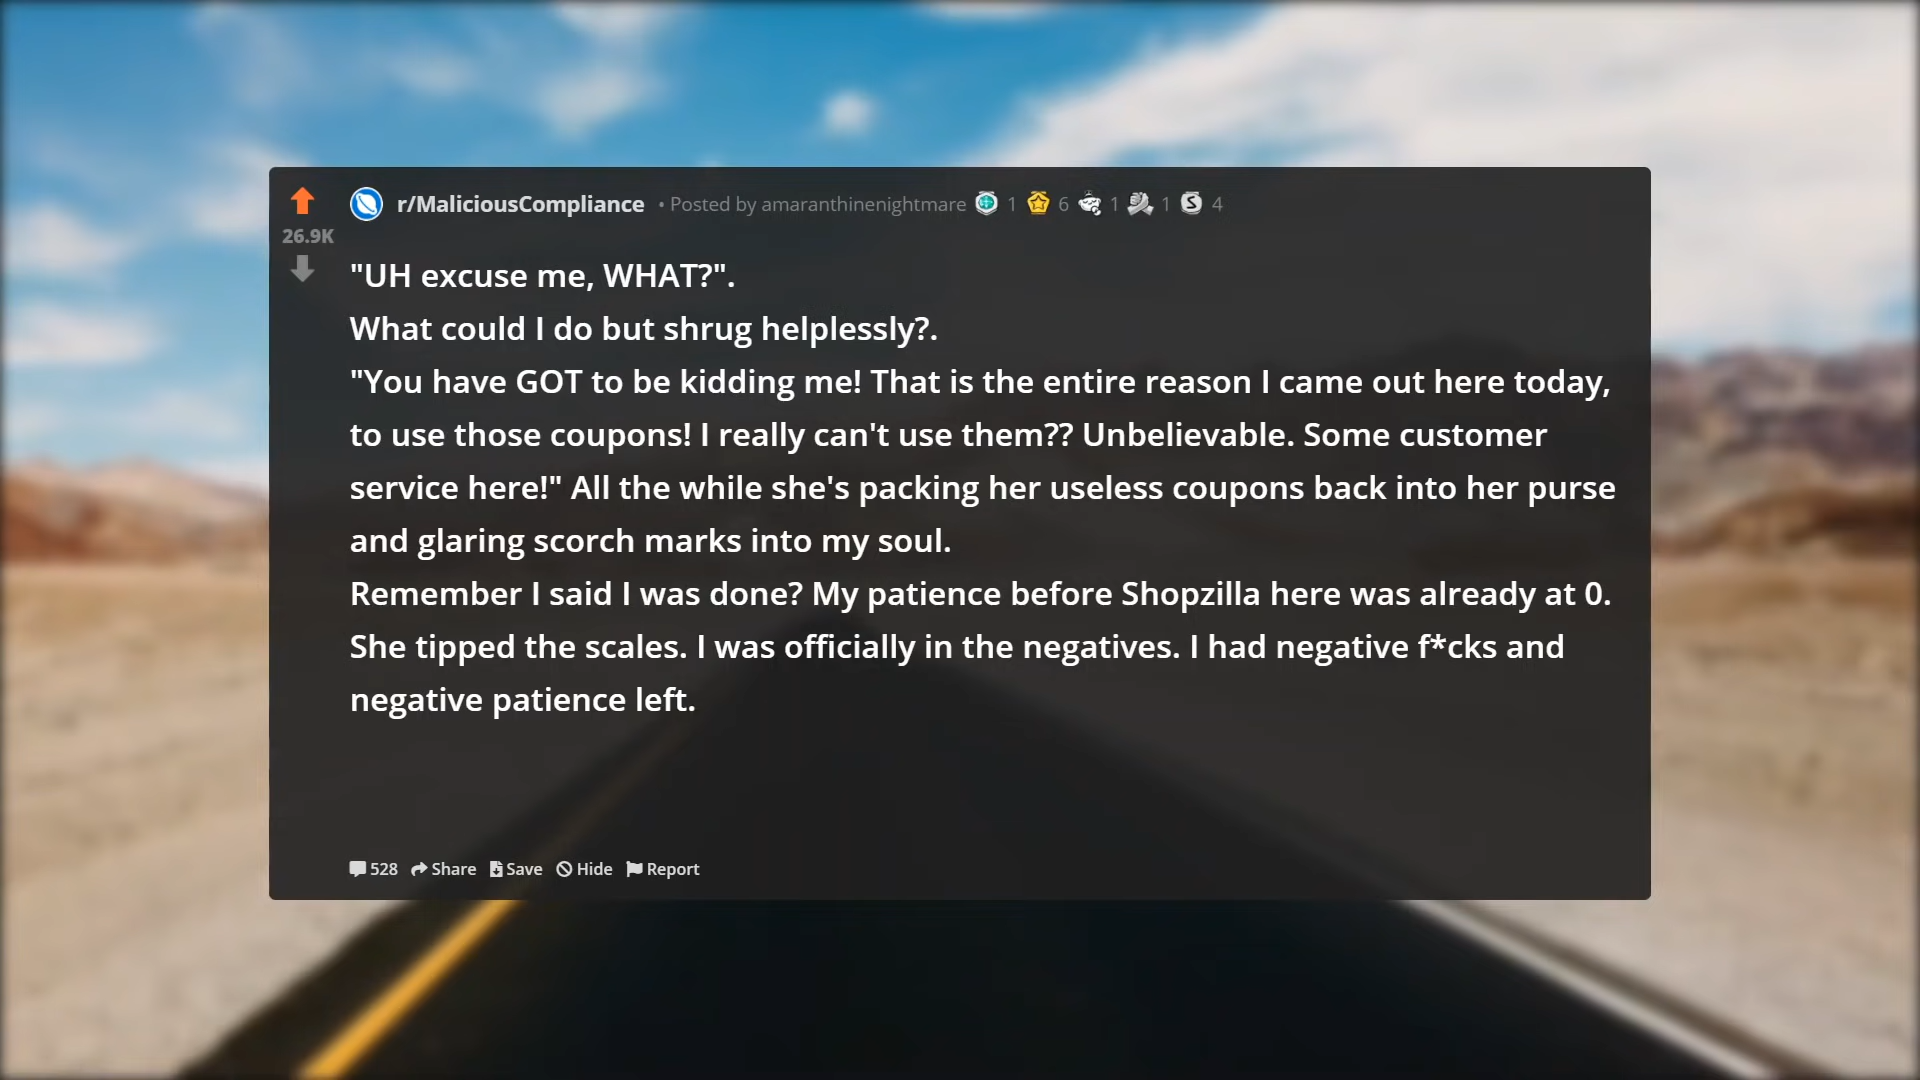 r/MaliciousCompliance • Posted by amaranthinenightmare 1 6 1 1 4
26.9K
"UH excuse me, WHAT?".
What could I do but shrug helplessly?.
"You have GOT to be kidding me! That is the entire reason I came out here today,
to use those coupons! I really can't use them?? Unbelievable. Some customer
service here!" All the while she's packing her useless coupons back into her purse
and glaring scorch marks into my soul.
Remember I said I was done? My patience before Shopzilla here was already at 0.
She tipped the scales. I was officially in the negatives. I had negative f*cks and
negative patience left.
528 Share Save Hide Report